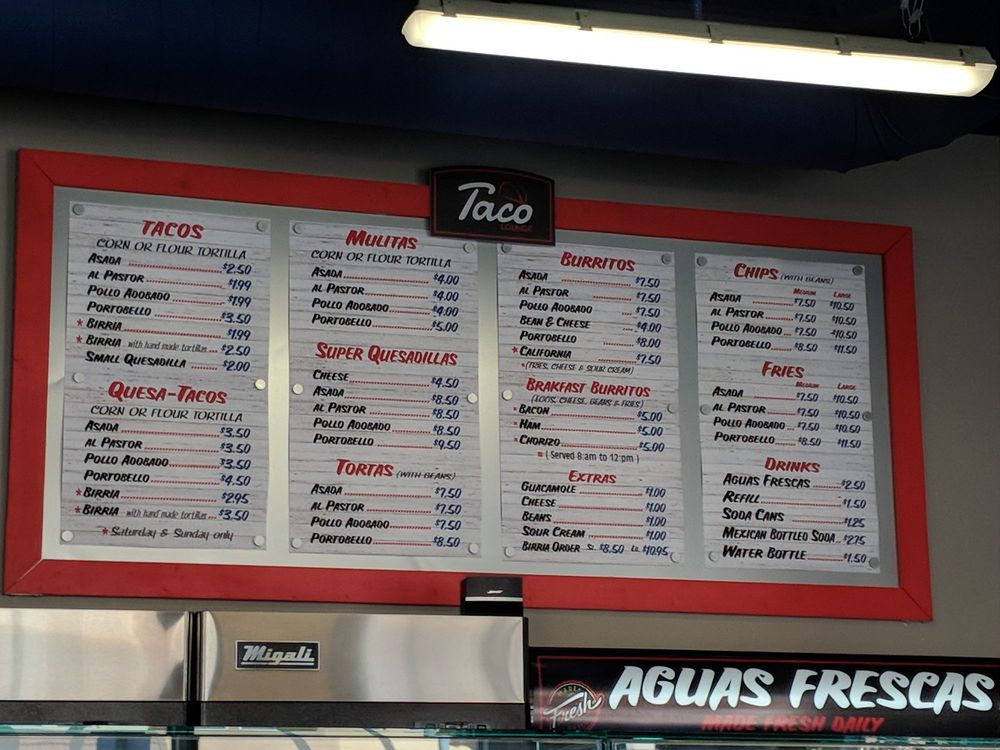 Taco
LOUNGE
TACOS
CORN OR FLOUR TORTILLA
ASADA $2.50
AL PASTOR $1.99
POLLO ADOBADO $1.99
PORTOBELLO $3.50
* BIRRIA $1.99
* BIRRIA with hand made tortillas $2.50
SMALL QUESADILLA $2.00
QUESA-TACOS
CORN OR FLOUR TORTILLA
ASADA $3.50
AL PASTOR $3.50
POLLO ADOBADO $3.50
PORTOBELLO $4.50
* BIRRIA $2.95
* BIRRIA with hand made tortillas $3.50
* Saturday & Sunday only
MULITAS
CORN OR FLOUR TORTILLA
ASADA $4.00
AL PASTOR $4.00
POLLO ADOBADO $4.00
PORTOBELLO $5.00
SUPER QUESADILLAS
CHEESE $4.50
ASADA $8.50
AL PASTOR $8.50
POLLO ADOBADO $8.50
PORTOBELLO $9.50
TORTAS (WITH BEANS)
ASADA $7.50
AL PASTOR $7.50
POLLO ADOBADO $7.50
PORTOBELLO $8.50
BURRITOS
ASADA $7.50
AL PASTOR $7.50
POLLO ADOBADO $7.50
BEAN & CHEESE $4.00
PORTOBELLO $8.00
* CALIFORNIA $7.50
*(FRIES, CHEESE & SOUR CREAM)
BRAKFAST BURRITOS
(EGGS, CHEESE, BEANS & FRIES)
* BACON $5.00
* HAM $5.00
* CHORIZO $5.00
* ( Served 8:am to 12:pm )
EXTRAS
GUACAMOLE $1.00
CHEESE $1.00
BEANS $1.00
SOUR CREAM $1.00
BIRRIA ORDER SM. $8.50 LG. $10.95
CHIPS (WITH BEANS)
MEDIUM LARGE
ASADA $7.50 $10.50
AL PASTOR $7.50 $10.50
POLLO ADOBADO $7.50 $10.50
PORTOBELLO $8.50 $11.50
FRIES
MEDIUM LARGE
ASADA $7.50 $10.50
AL PASTOR $7.50 $10.50
POLLO ADOBADO $7.50 $10.50
PORTOBELLO $8.50 $11.50
DRINKS
AGUAS FRESCAS $2.50
REFILL $1.50
SODA CANS $1.25
MEXICAN BOTTLED SODA $2.75
WATER BOTTLE $1.50
Migali
Fresh
AGUAS FRESCAS
MADE FRESH DAILY